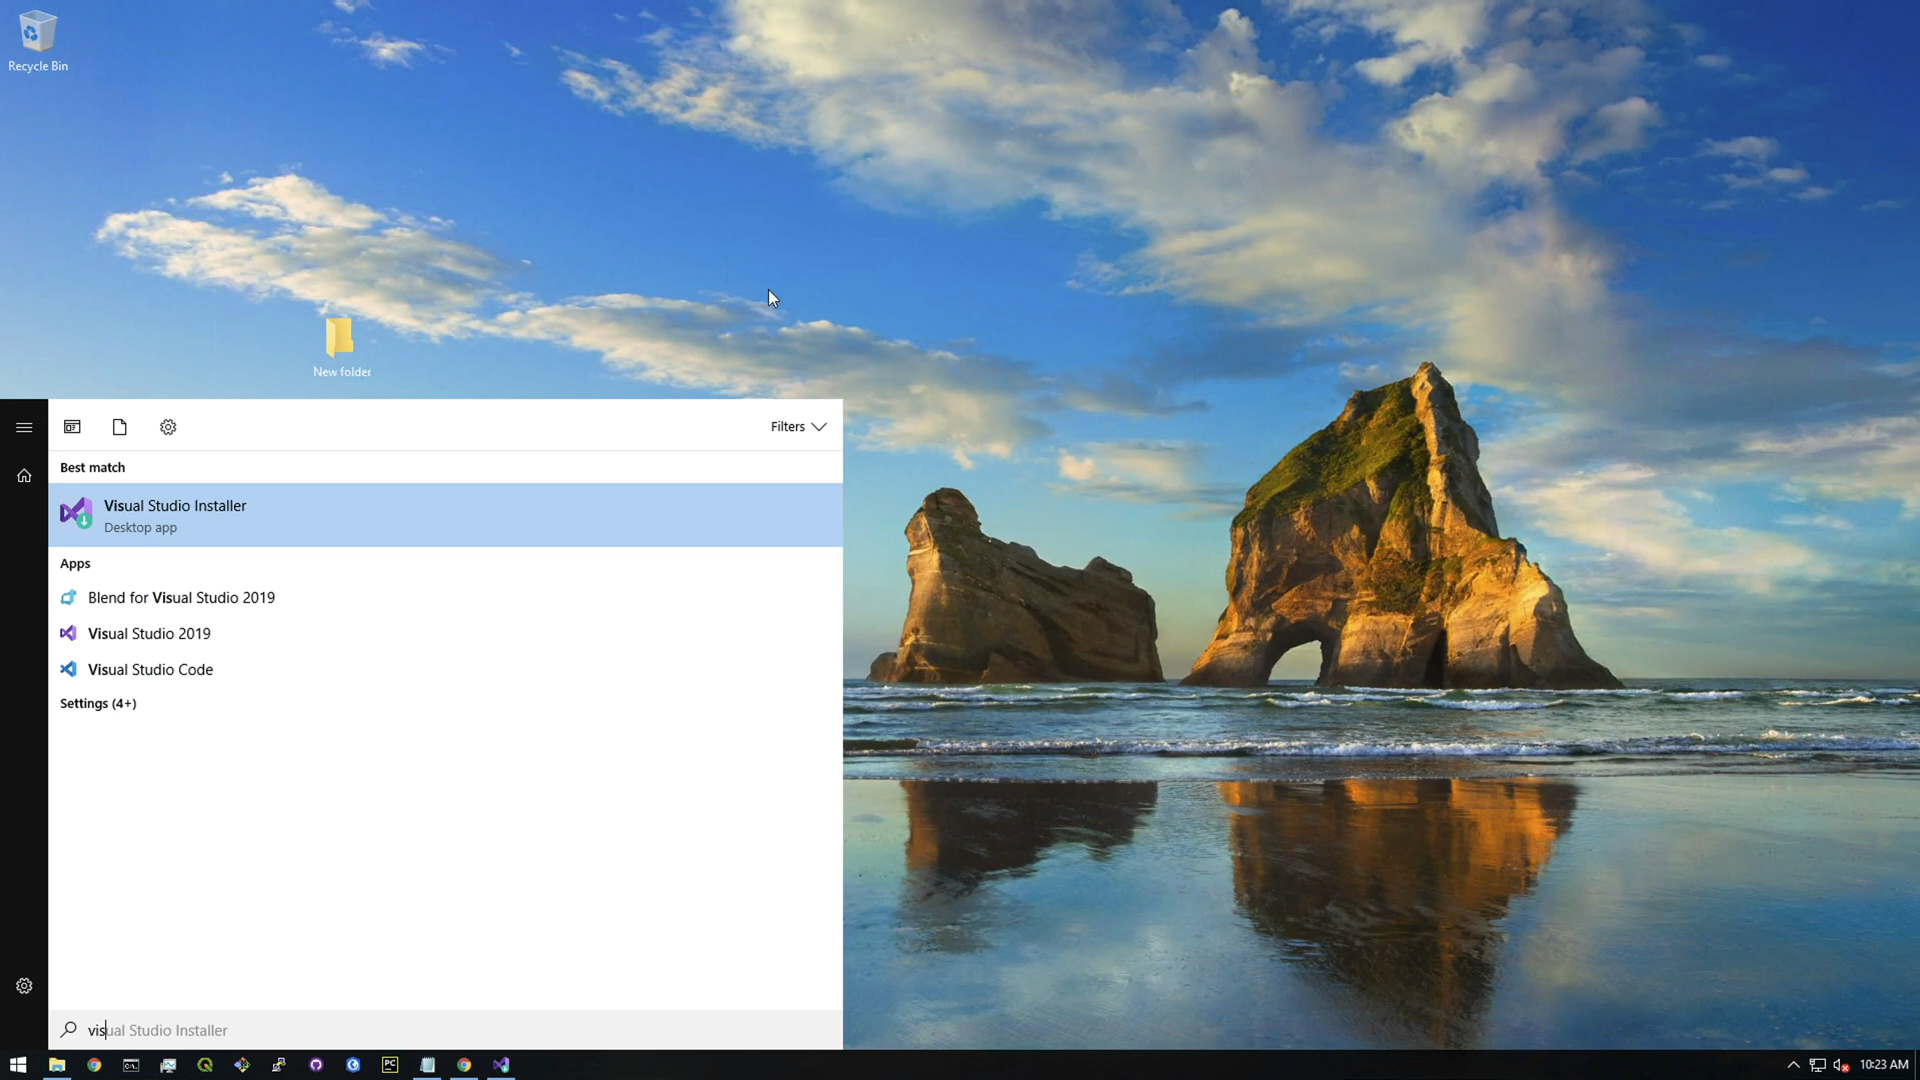 Recycle Bin
New folder
Filters
Best match
Visual Studio Installer
Desktop app
Apps
Blend for Visual Studio 2019
Visual Studio 2019
Visual Studio Code
Settings (4+)
visual Studio Installer
C:\.
PC
10:23 AM